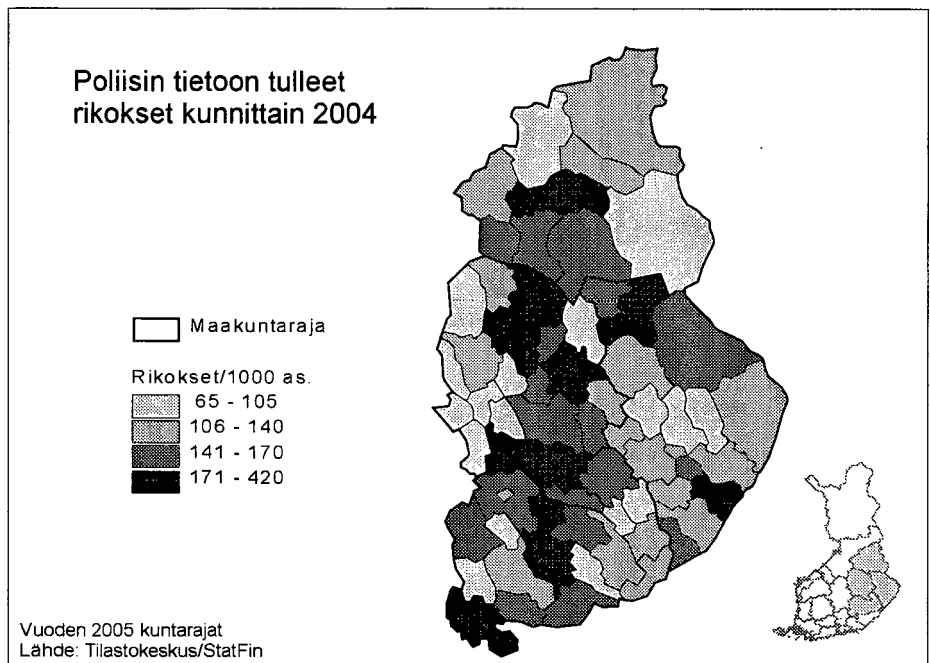 Poliisin tietoon tulleet
rikokset kunnittain 2004
Maakuntaraja
Rikokset/1000 as.
65 - 105
106 - 140
141 - 170
171 - 420
Vuoden 2005 kuntarajat
Lähde: Tilastokeskus/StatFin